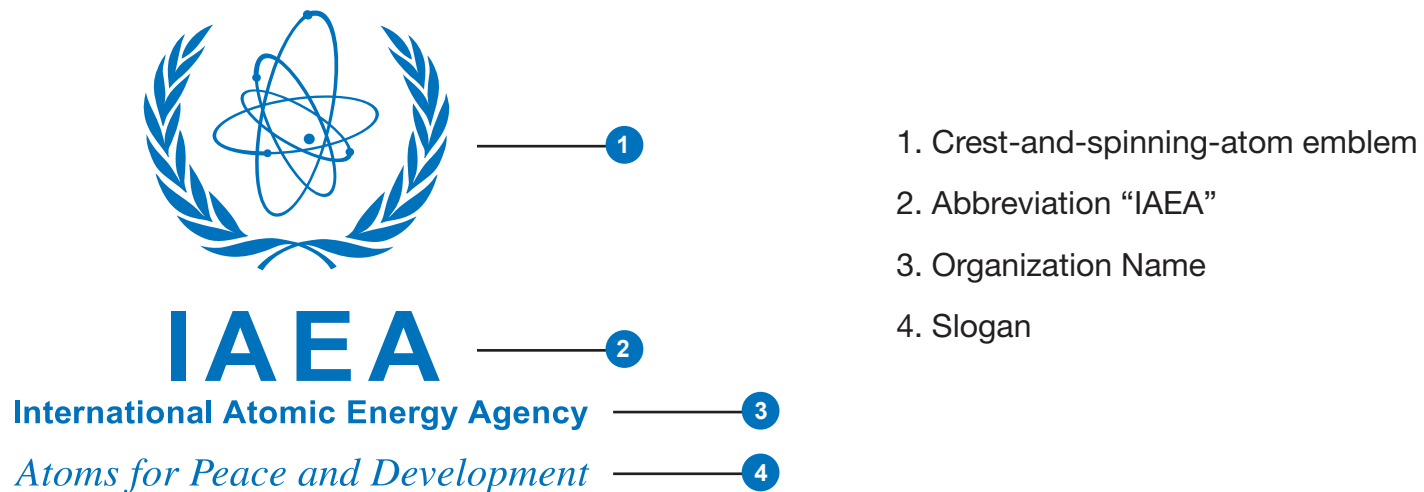 1
1. Crest-and-spinning-atom emblem
2. Abbreviation “IAEA”
3. Organization Name
4. Slogan
IAEA
2
International Atomic Energy Agency
3
Atoms for Peace and Development
4